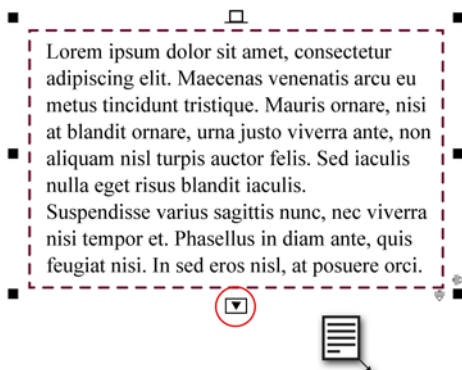 Lorem ipsum dolor sit amet, consectetur
adipiscing elit. Maecenas venenatis arcu eu
metus tincidunt tristique. Mauris ornare, nisi
at blandit ornare, urna justo viverra ante, non
aliquam nisl turpis auctor felis. Sed iaculis
nulla eget risus blandit iaculis.
Suspendisse varius sagittis nunc, nec viverra
nisi tempor et. Phasellus in diam ante, quis
feugiat nisi. In sed eros nisl, at posuere orci.